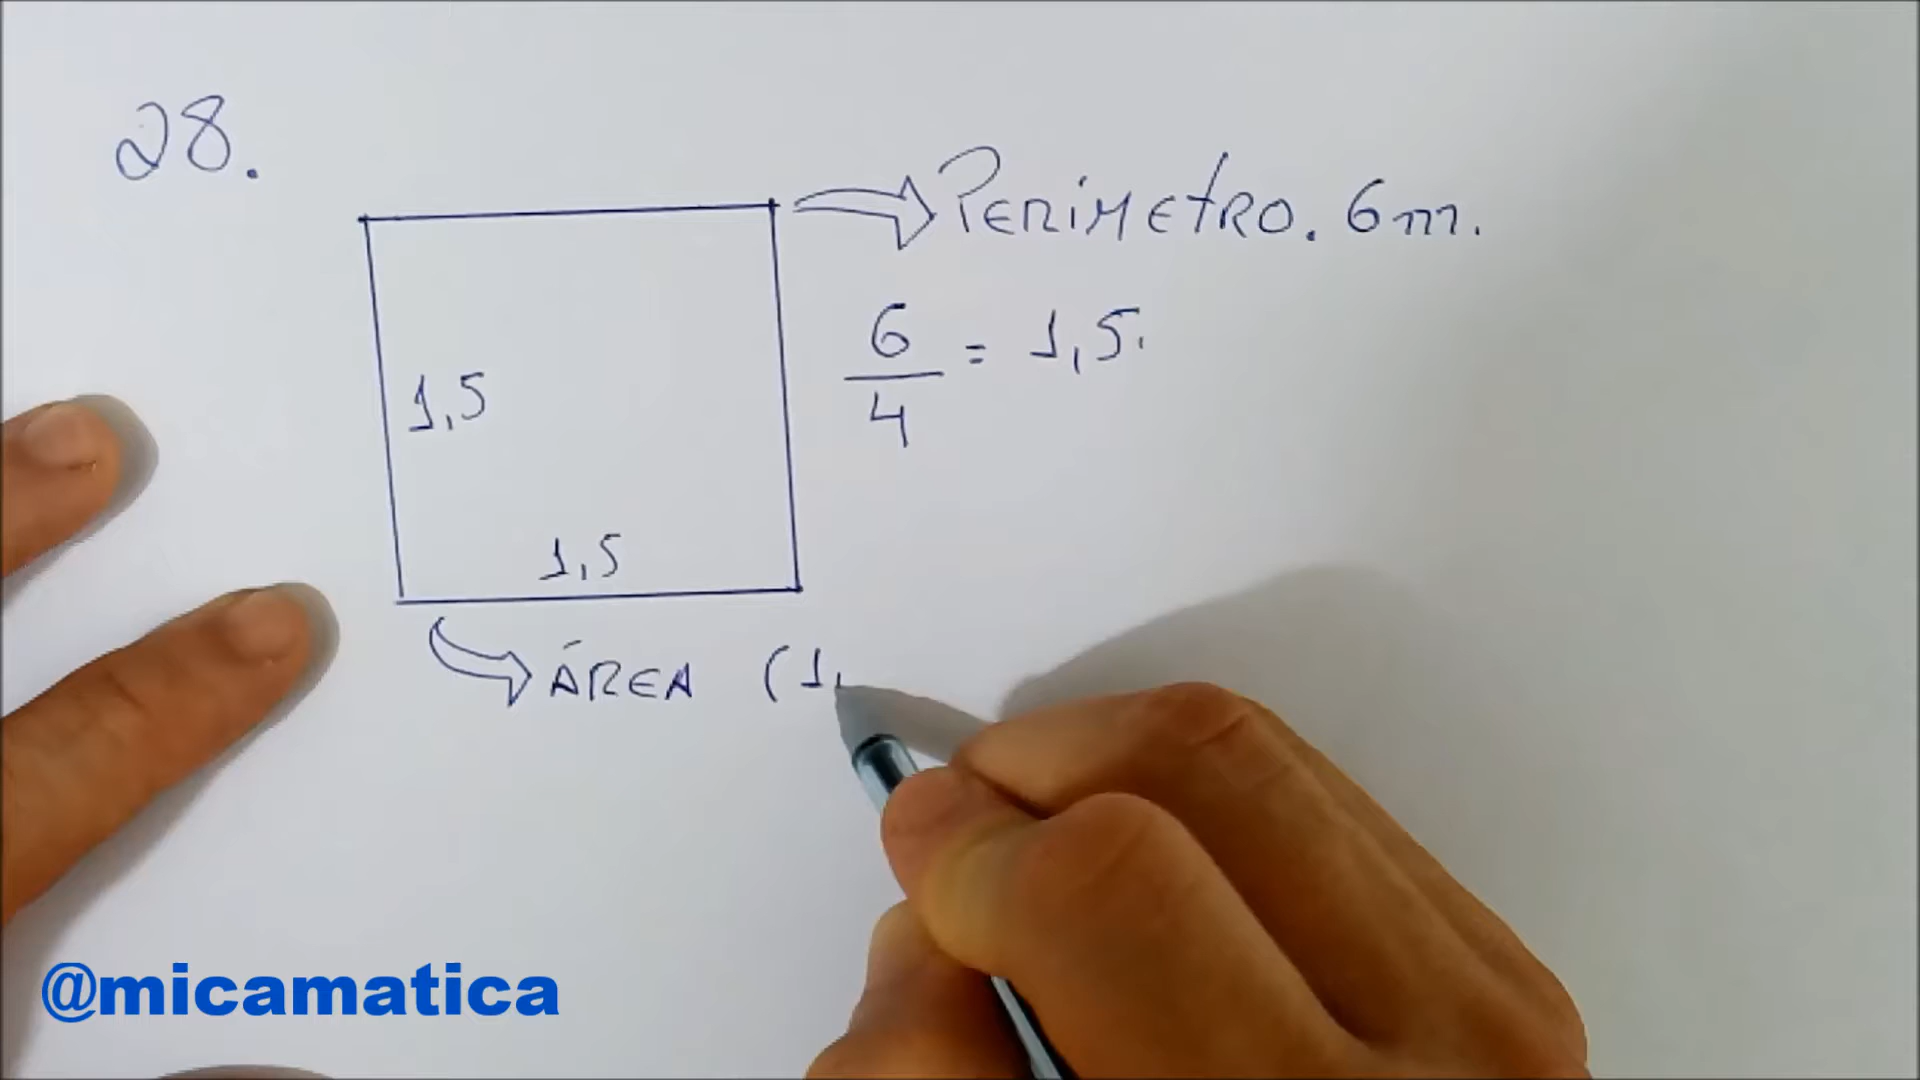 28.
PERIMETRO. 6m.
6
4 = 1,5.
1,5
1,5
ÁREA (1,
@micamatica